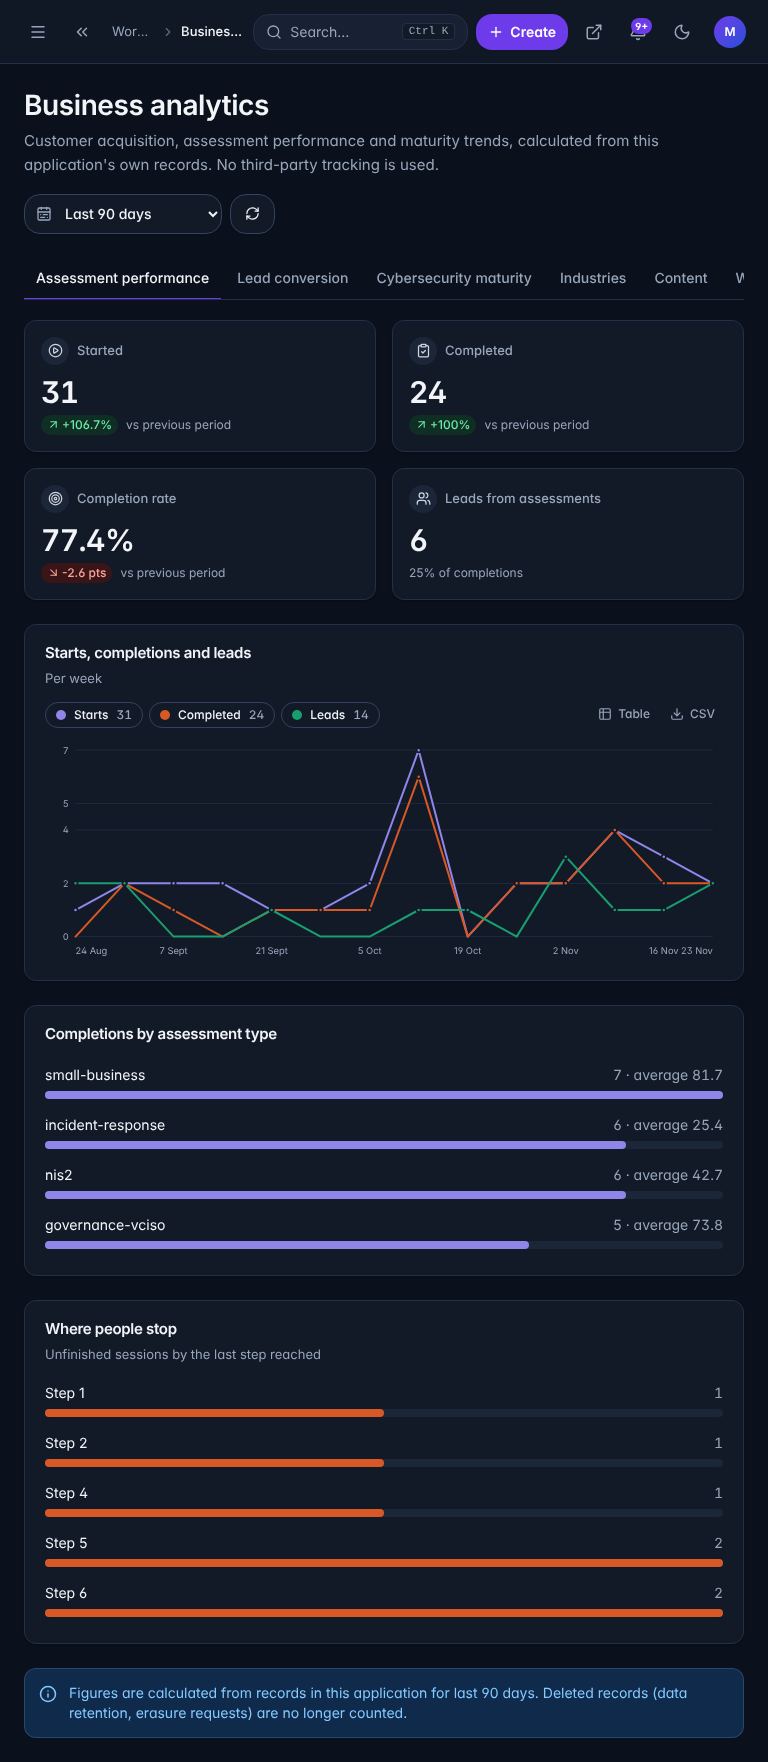 Wor...
Busines...
Search...
Ctrl K
Create
9+
M
Business analytics
Customer acquisition, assessment performance and maturity trends, calculated from this
application's own records. No third-party tracking is used.
Last 90 days
Assessment performance
Lead conversion
Cybersecurity maturity
Industries
Content
Started
31
+106.7% vs previous period
Completed
24
+100% vs previous period
Completion rate
77.4%
-2.6 pts vs previous period
Leads from assessments
6
25% of completions
Starts, completions and leads
Per week
Starts 31
Completed 24
Leads 14
Table
CSV
7
5
4
2
0
24 Aug
7 Sept
21 Sept
5 Oct
19 Oct
2 Nov
16 Nov
23 Nov
Completions by assessment type
small-business
7 · average 81.7
incident-response
6 · average 25.4
nis2
6 · average 42.7
governance-vciso
5 · average 73.8
Where people stop
Unfinished sessions by the last step reached
Step 1
1
Step 2
1
Step 4
1
Step 5
2
Step 6
2
Figures are calculated from records in this application for last 90 days. Deleted records (data
retention, erasure requests) are no longer counted.